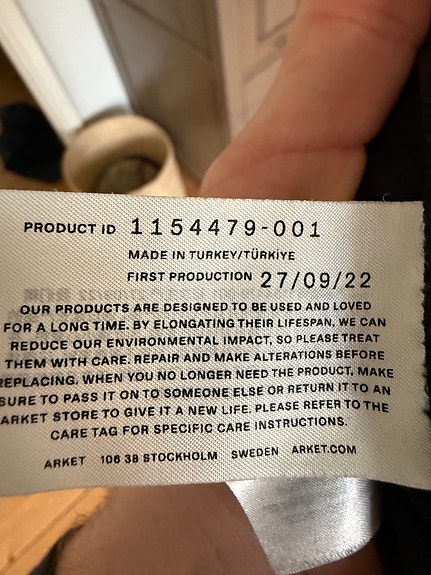 PRODUCT ID 1154479-001
MADE IN TURKEY/TÜRKİYE
FIRST PRODUCTION 27/09/22
OUR PRODUCTS ARE DESIGNED TO BE USED AND LOVED
FOR A LONG TIME. BY ELONGATING THEIR LIFESPAN, WE CAN
REDUCE OUR ENVIRONMENTAL IMPACT, SO PLEASE TREAT
THEM WITH CARE. REPAIR AND MAKE ALTERATIONS BEFORE
REPLACING. WHEN YOU NO LONGER NEED THE PRODUCT, MAKE
SURE TO PASS IT ON TO SOMEONE ELSE OR RETURN IT TO AN
ARKET STORE TO GIVE IT A NEW LIFE. PLEASE REFER TO THE
CARE TAG FOR SPECIFIC CARE INSTRUCTIONS.
ARKET 106 38 STOCKHOLM SWEDEN ARKET.COM